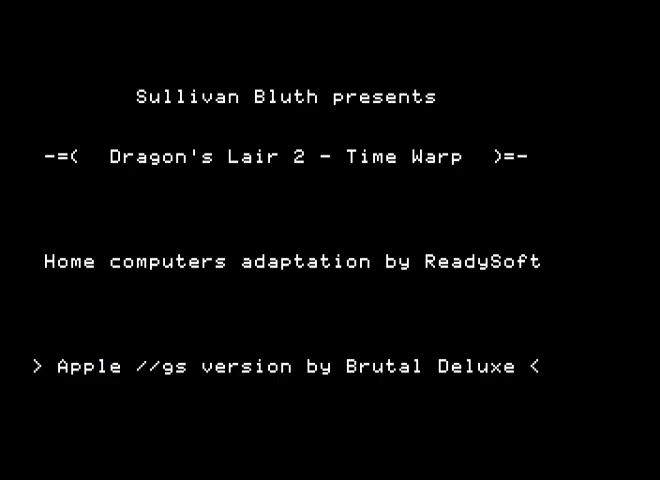 Sullivan Bluth presents
-=(  Dragon's Lair 2 - Time Warp  )=-
Home computers adaptation by ReadySoft
> Apple //gs version by Brutal Deluxe <